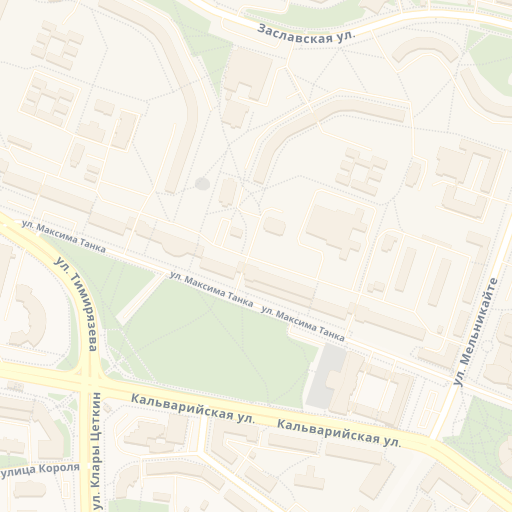 Заславская ул.
ул. Максима Танка
ул. Тимирязева
ул. Максима Танка
ул. Максима Танка
ул. Мельникайте
Кальварийская ул.
Кальварийская ул.
ул. Клары Цеткин
улица Короля